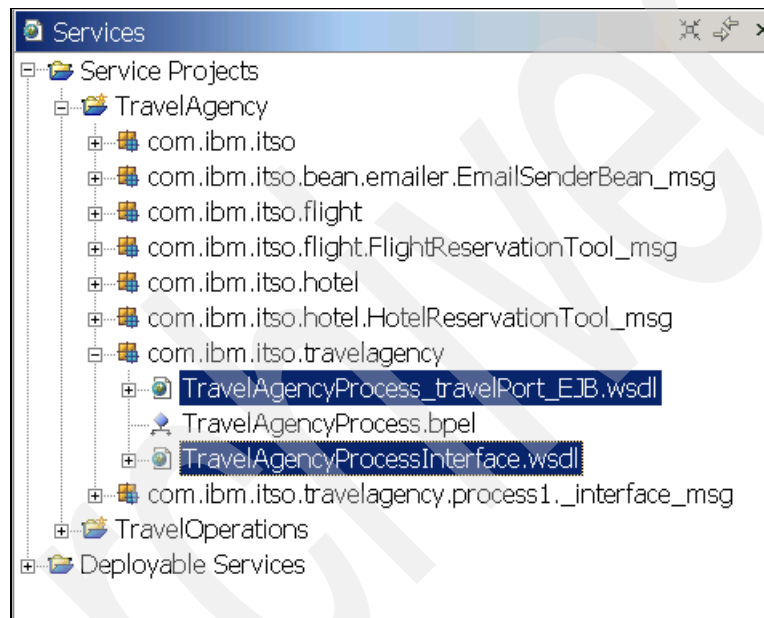 Services
Service Projects
TravelAgency
com.ibm.itso
com.ibm.itso.bean.emailer.EmailSenderBean_msg
com.ibm.itso.flight
com.ibm.itso.flight.FlightReservationTool_msg
com.ibm.itso.hotel
com.ibm.itso.hotel.HotelReservationTool_msg
com.ibm.itso.travelagency
TravelAgencyProcess_travelPort_EJB.wsdl
TravelAgencyProcess.bpel
TravelAgencyProcessInterface.wsdl
com.ibm.itso.travelagency.process1._interface_msg
TravelOperations
Deployable Services